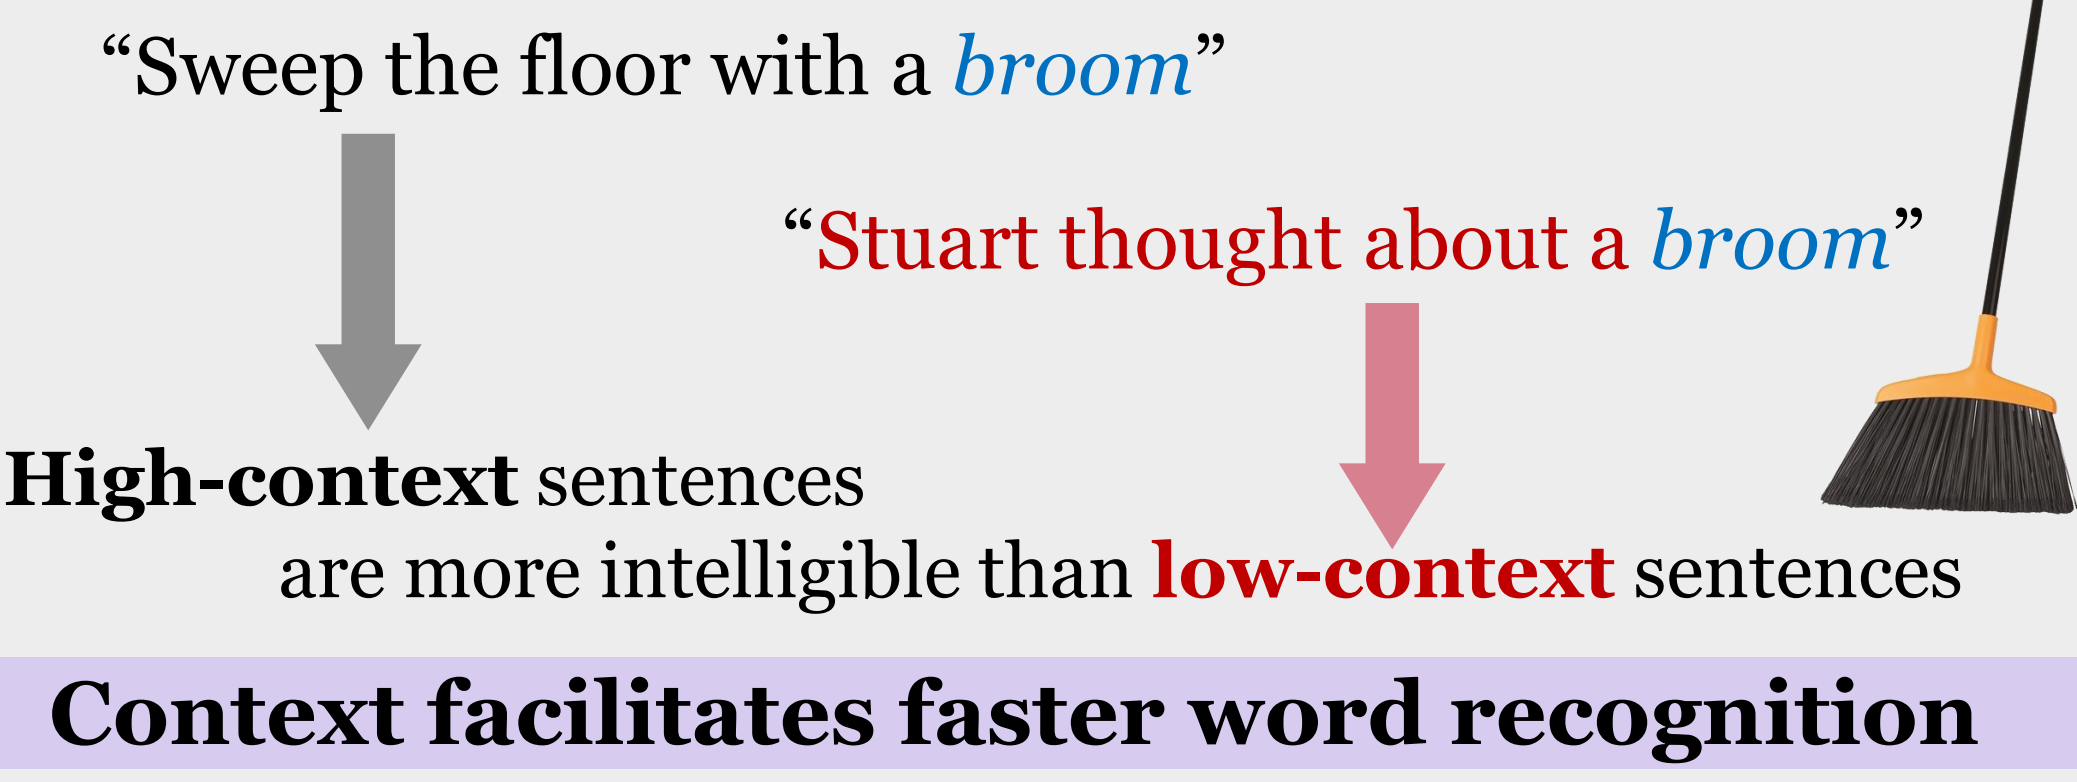 “Sweep the floor with a broom”
“Stuart thought about a broom”
High-context sentences
are more intelligible than low-context sentences
Context facilitates faster word recognition